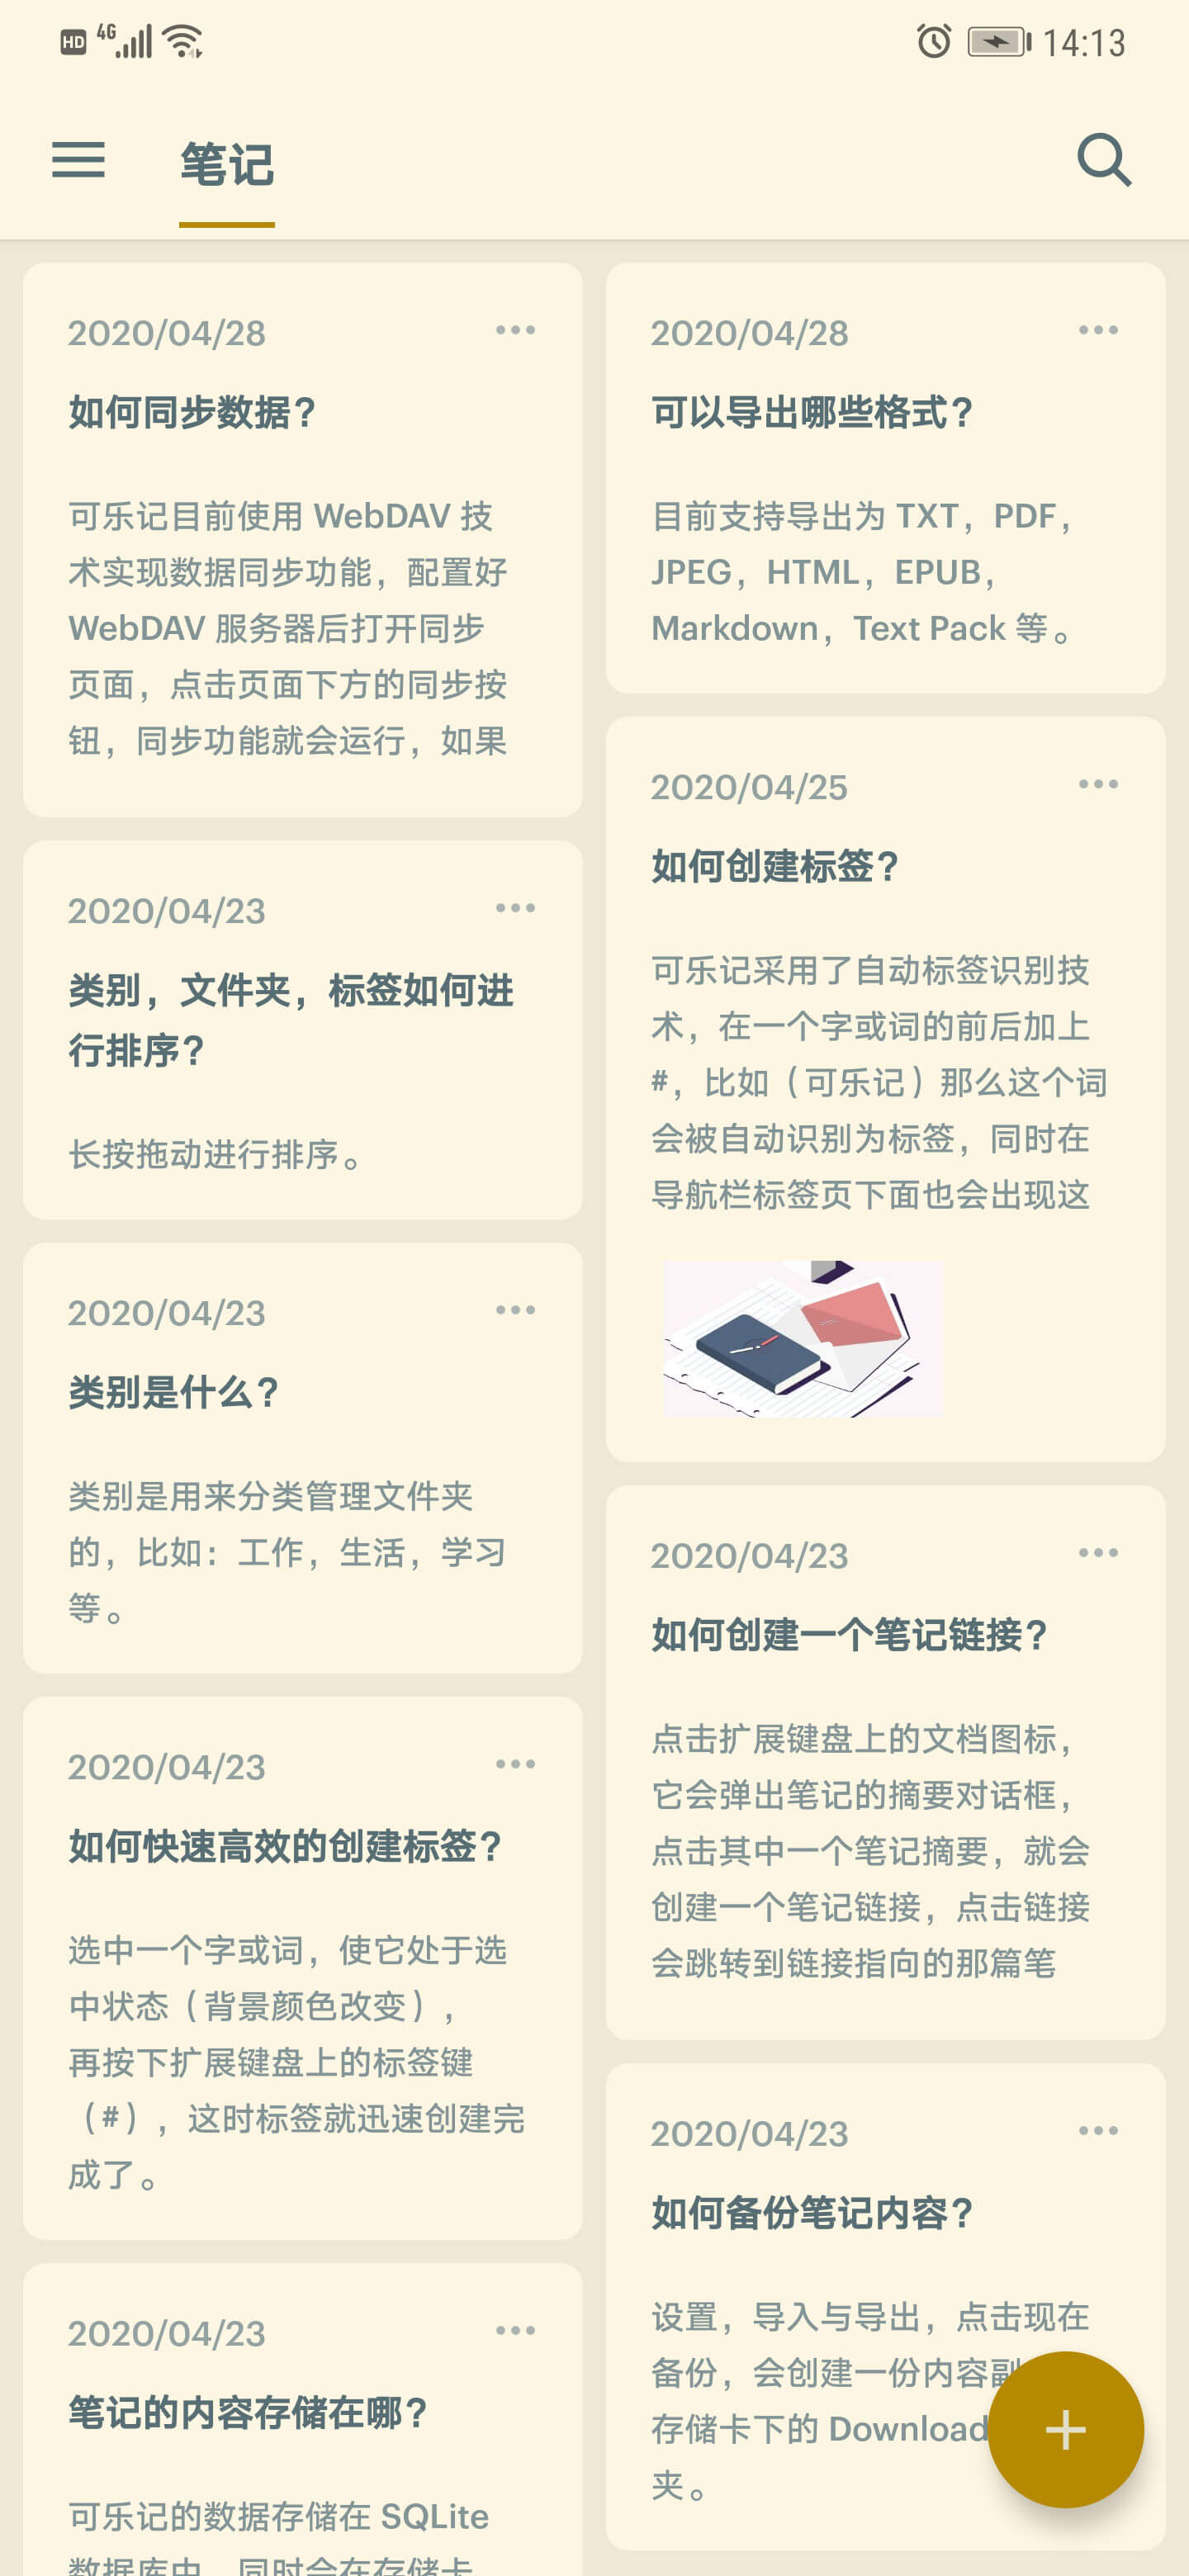 HD 4G 14:13
笔记
2020/04/28
如何同步数据？
可乐记目前使用 WebDAV 技
术实现数据同步功能，配置好
WebDAV 服务器后打开同步
页面，点击页面下方的同步按
钮，同步功能就会运行，如果
2020/04/23
类别，文件夹，标签如何进
行排序？
长按拖动进行排序。
2020/04/23
类别是什么？
类别是用来分类管理文件夹
的，比如：工作，生活，学习
等。
2020/04/23
如何快速高效的创建标签？
选中一个字或词，使它处于选
中状态（背景颜色改变），
再按下扩展键盘上的标签键
（#），这时标签就迅速创建完
成了。
2020/04/23
笔记的内容存储在哪？
可乐记的数据存储在 SQLite
数据库中，同时会在存储卡
2020/04/28
可以导出哪些格式？
目前支持导出为 TXT，PDF，
JPEG，HTML，EPUB，
Markdown，Text Pack 等。
2020/04/25
如何创建标签？
可乐记采用了自动标签识别技
术，在一个字或词的前后加上
#，比如（可乐记）那么这个词
会被自动识别为标签，同时在
导航栏标签页下面也会出现这
2020/04/23
如何创建一个笔记链接？
点击扩展键盘上的文档图标，
它会弹出笔记的摘要对话框，
点击其中一个笔记摘要，就会
创建一个笔记链接，点击链接
会跳转到链接指向的那篇笔
2020/04/23
如何备份笔记内容？
设置，导入与导出，点击现在
备份，会创建一份内容副
存储卡下的 Download
夹。